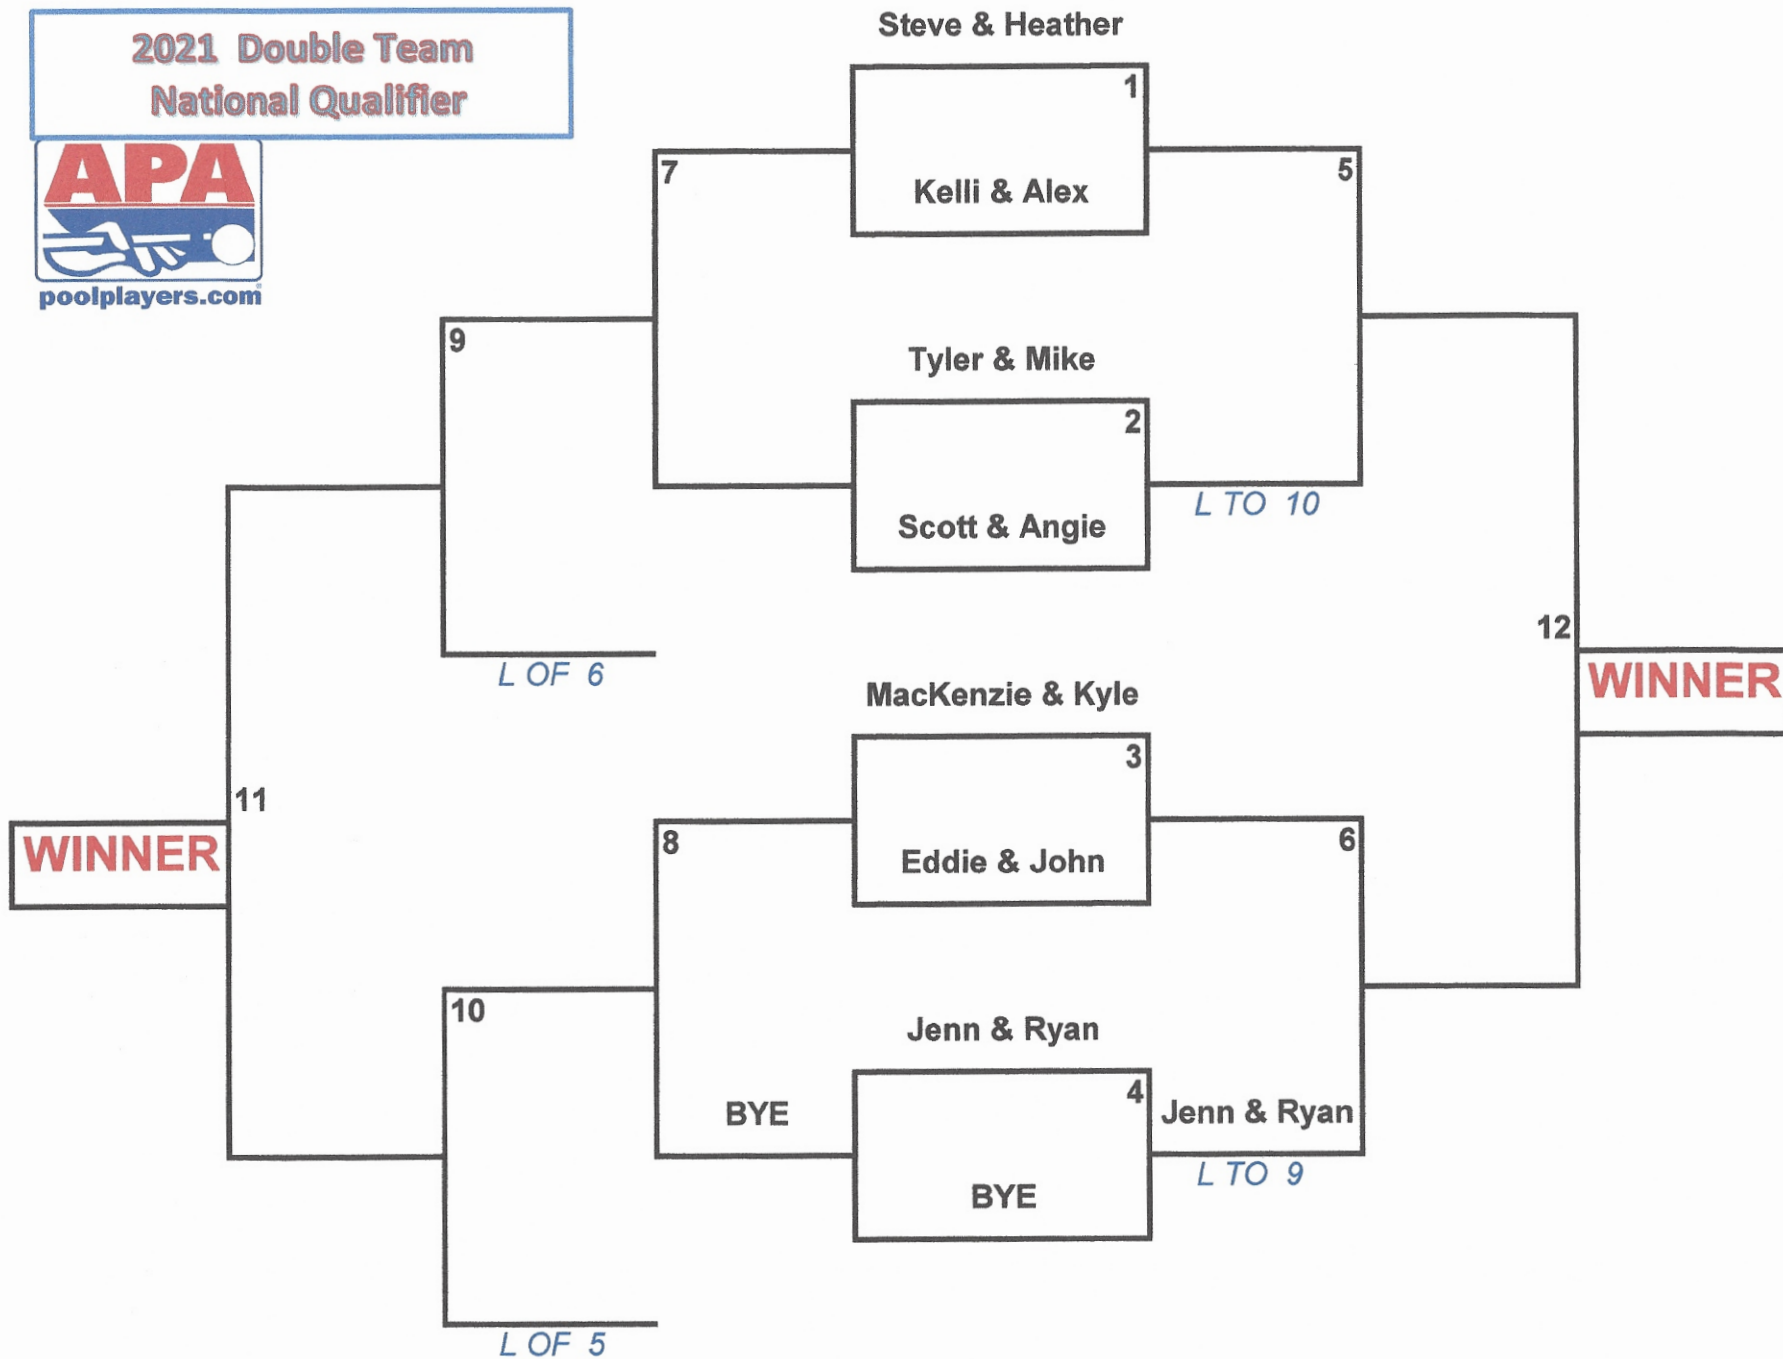 2021 Double Team
National Qualifier
APA
poolplayers.com
Steve & Heather
1
7
5
Kelli & Alex
9
Tyler & Mike
2
L TO 10
Scott & Angie
12
L OF 6
MacKenzie & Kyle
WINNER
3
11
8
6
WINNER
Eddie & John
10
Jenn & Ryan
4
BYE
Jenn & Ryan
L TO 9
BYE
L OF 5